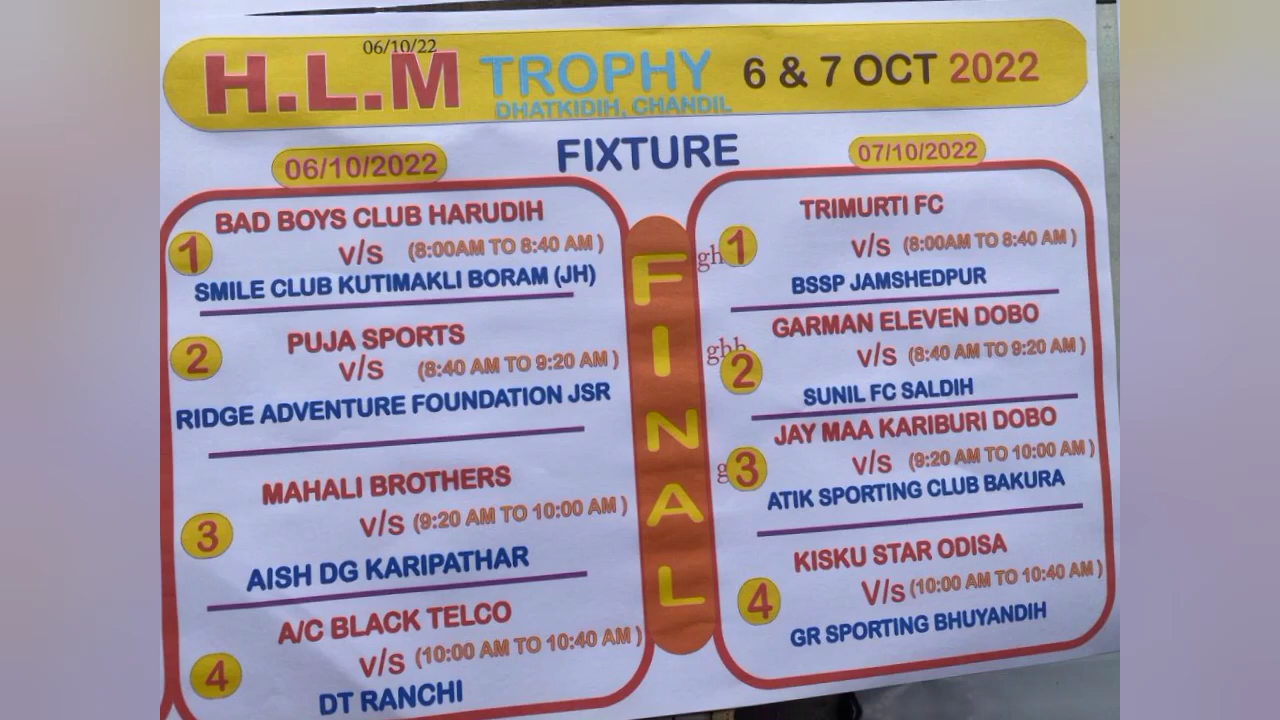 06/10/22
H.L.M TROPHY 6 & 7 OCT 2022
DHATKIDIH, CHANDIL
FIXTURE
06/10/2022
1
BAD BOYS CLUB HARUDIH
v/s (8:00AM TO 8:40 AM )
SMILE CLUB KUTIMAKLI BORAM (JH)
2
PUJA SPORTS
v/s (8:40 AM TO 9:20 AM )
RIDGE ADVENTURE FOUNDATION JSR
3
MAHALI BROTHERS
v/s (9:20 AM TO 10:00 AM )
AISH DG KARIPATHAR
4
A/C BLACK TELCO
v/s (10:00 AM TO 10:40 AM )
DT RANCHI
FINAL
07/10/2022
gh 1
TRIMURTI FC
v/s (8:00AM TO 8:40 AM )
BSSP JAMSHEDPUR
2
GARMAN ELEVEN DOBO
v/s (8:40 AM TO 9:20 AM )
SUNIL FC SALDIH
3
JAY MAA KARIBURI DOBO
v/s (9:20 AM TO 10:00 AM )
ATIK SPORTING CLUB BAKURA
4
KISKU STAR ODISA
V/s (10:00 AM TO 10:40 AM )
GR SPORTING BHUYANDIH